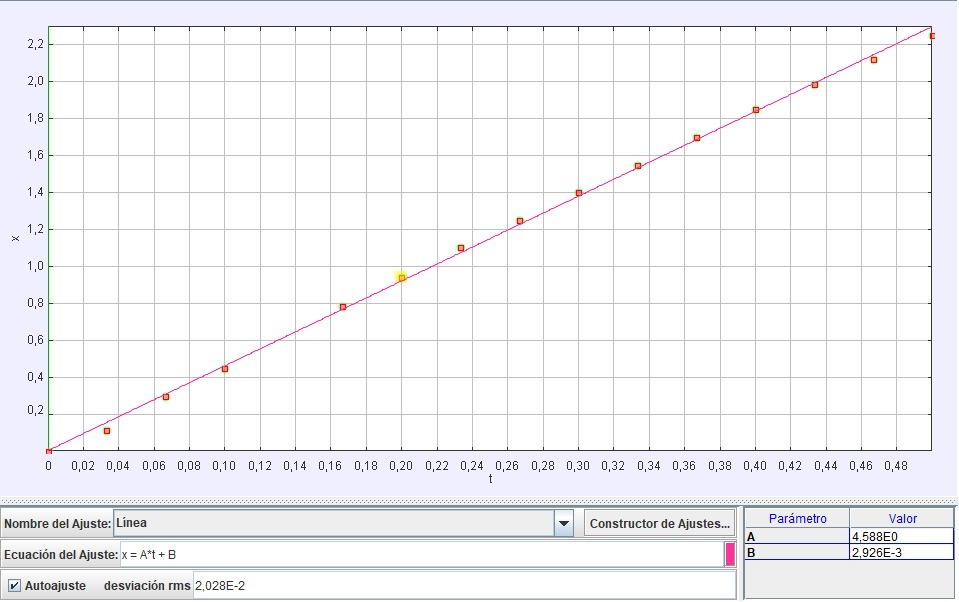 2,2
2,0
1,8
1,6
1,4
1,2
1,0
0,8
0,6
0,4
0,2
x
0 0,02 0,04 0,06 0,08 0,10 0,12 0,14 0,16 0,18 0,20 0,22 0,24 0,26 0,28 0,30 0,32 0,34 0,36 0,38 0,40 0,42 0,44 0,46 0,48
t
Nombre del Ajuste: Línea Constructor de Ajustes...
Ecuación del Ajuste: x = A*t + B
Autoajuste desviación rms 2,028E-2
Parámetro Valor
A 4,588E0
B 2,926E-3